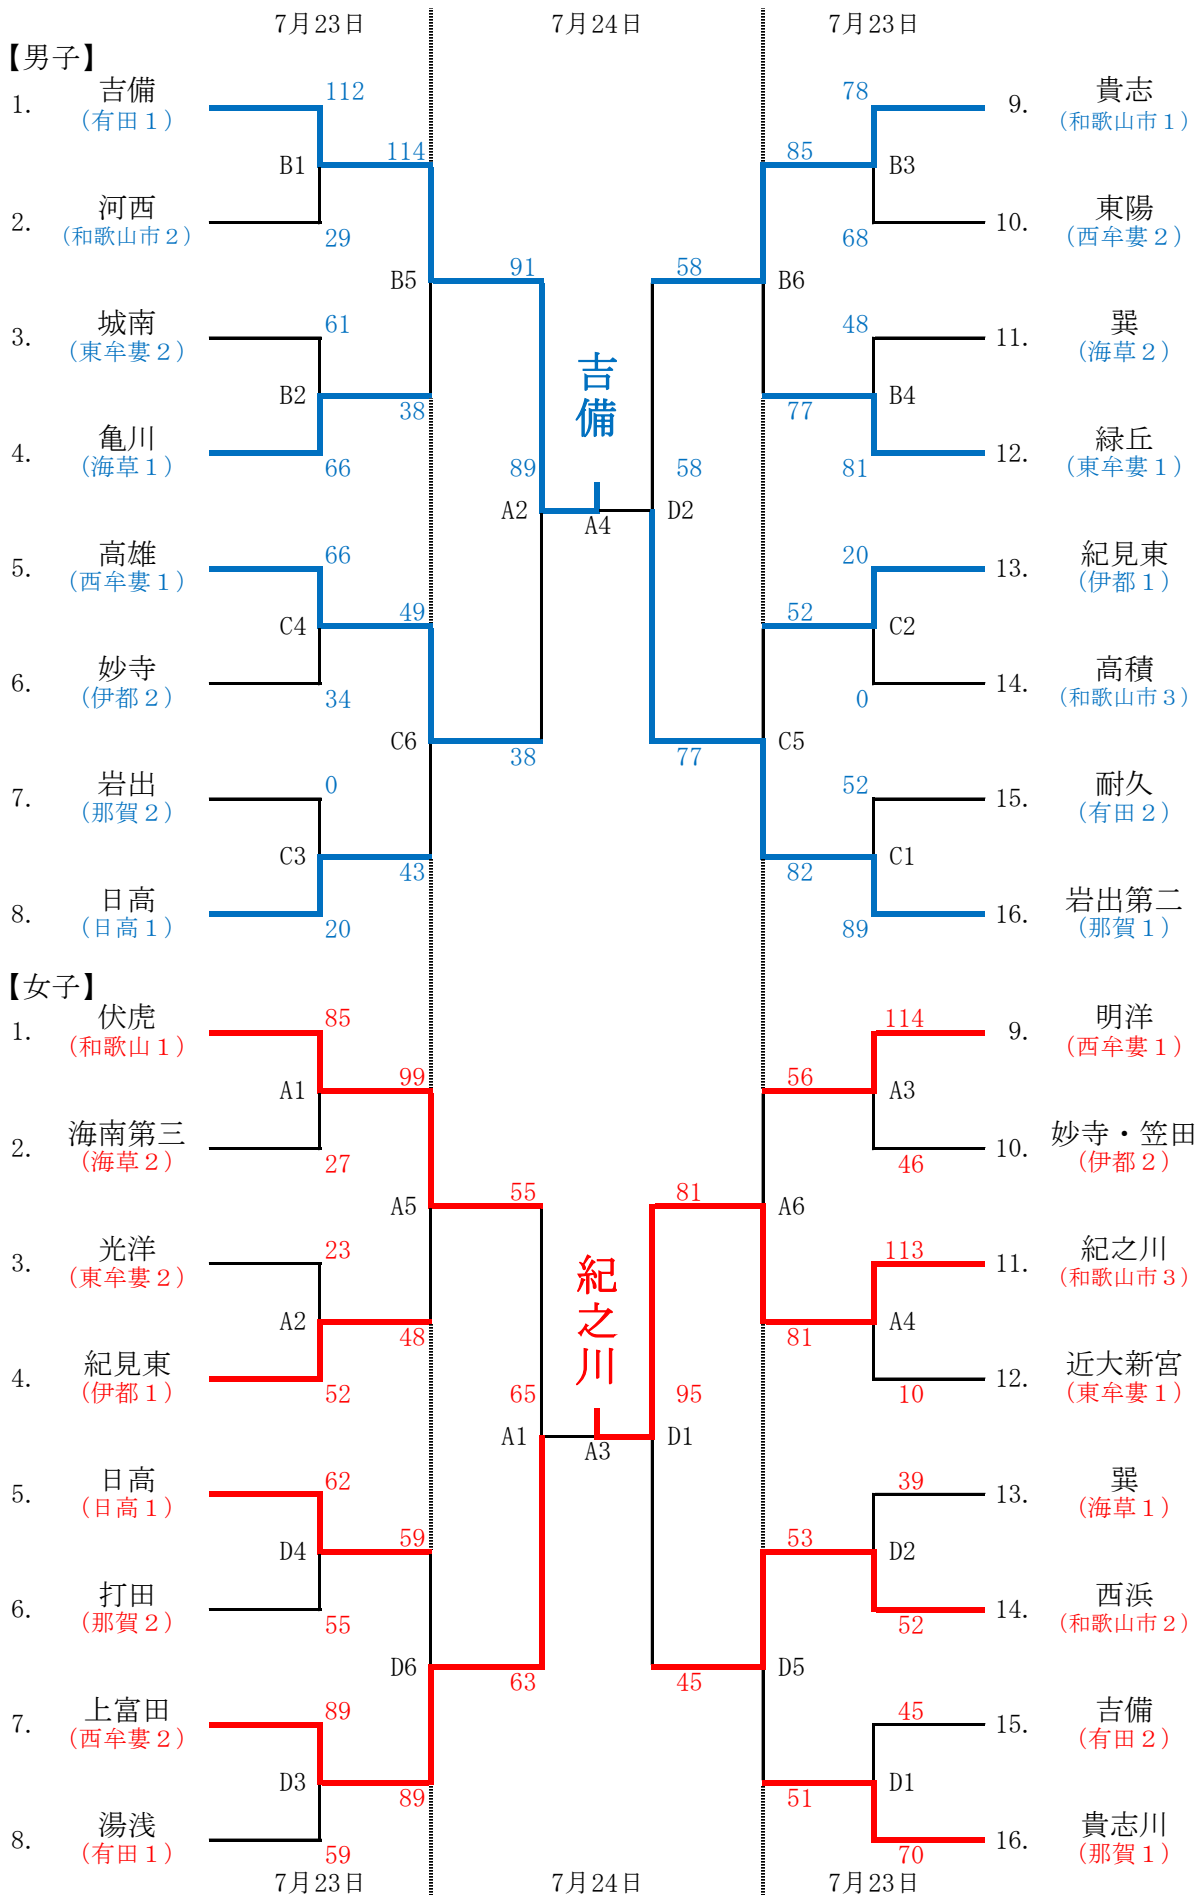 7月23日 7月24日 7月23日
【男子】
1. 吉備 112 78 9. 貴志
(有田1) (和歌山市1)
B1 114 85 B3
2. 河西 29 68 10. 東陽
(和歌山市2) (西牟婁2)
B5 91 58 B6
3. 城南 61 48 11. 巽
(東牟婁2) (海草2)
吉備
B2 38 77 B4
4. 亀川 66 81 12. 緑丘
(海草1) (東牟婁1)
89 58
A2 A4 D2
5. 高雄 66 20 13. 紀見東
(西牟婁1) (伊都1)
C4 49 52 C2
6. 妙寺 34 0 14. 高積
(伊都2) (和歌山市3)
C6 38 77 C5
7. 岩出 0 52 15. 耐久
(那賀2) (有田2)
C3 43 82 C1
8. 日高 20 89 16. 岩出第二
(日高1) (那賀1)
【女子】
1. 伏虎 85 114 9. 明洋
(和歌山1) (西牟婁1)
A1 99 56 A3
2. 海南第三 27 46 10. 妙寺・笠田
(海草2) (伊都2)
A5 55 81 A6
3. 光洋 23 113 11. 紀之川
(東牟婁2) (和歌山市3)
紀之川
A2 48 81 A4
4. 紀見東 52 10 12. 近大新宮
(伊都1) (東牟婁1)
65 95
A1 A3 D1
5. 日高 62 39 13. 巽
(日高1) (海草1)
D4 59 53 D2
6. 打田 55 52 14. 西浜
(那賀2) (和歌山市2)
D6 63 45 D5
7. 上富田 89 45 15. 吉備
(西牟婁2) (有田2)
D3 89 51 D1
8. 湯浅 59 70 16. 貴志川
(有田1) (那賀1)
7月23日 7月24日 7月23日